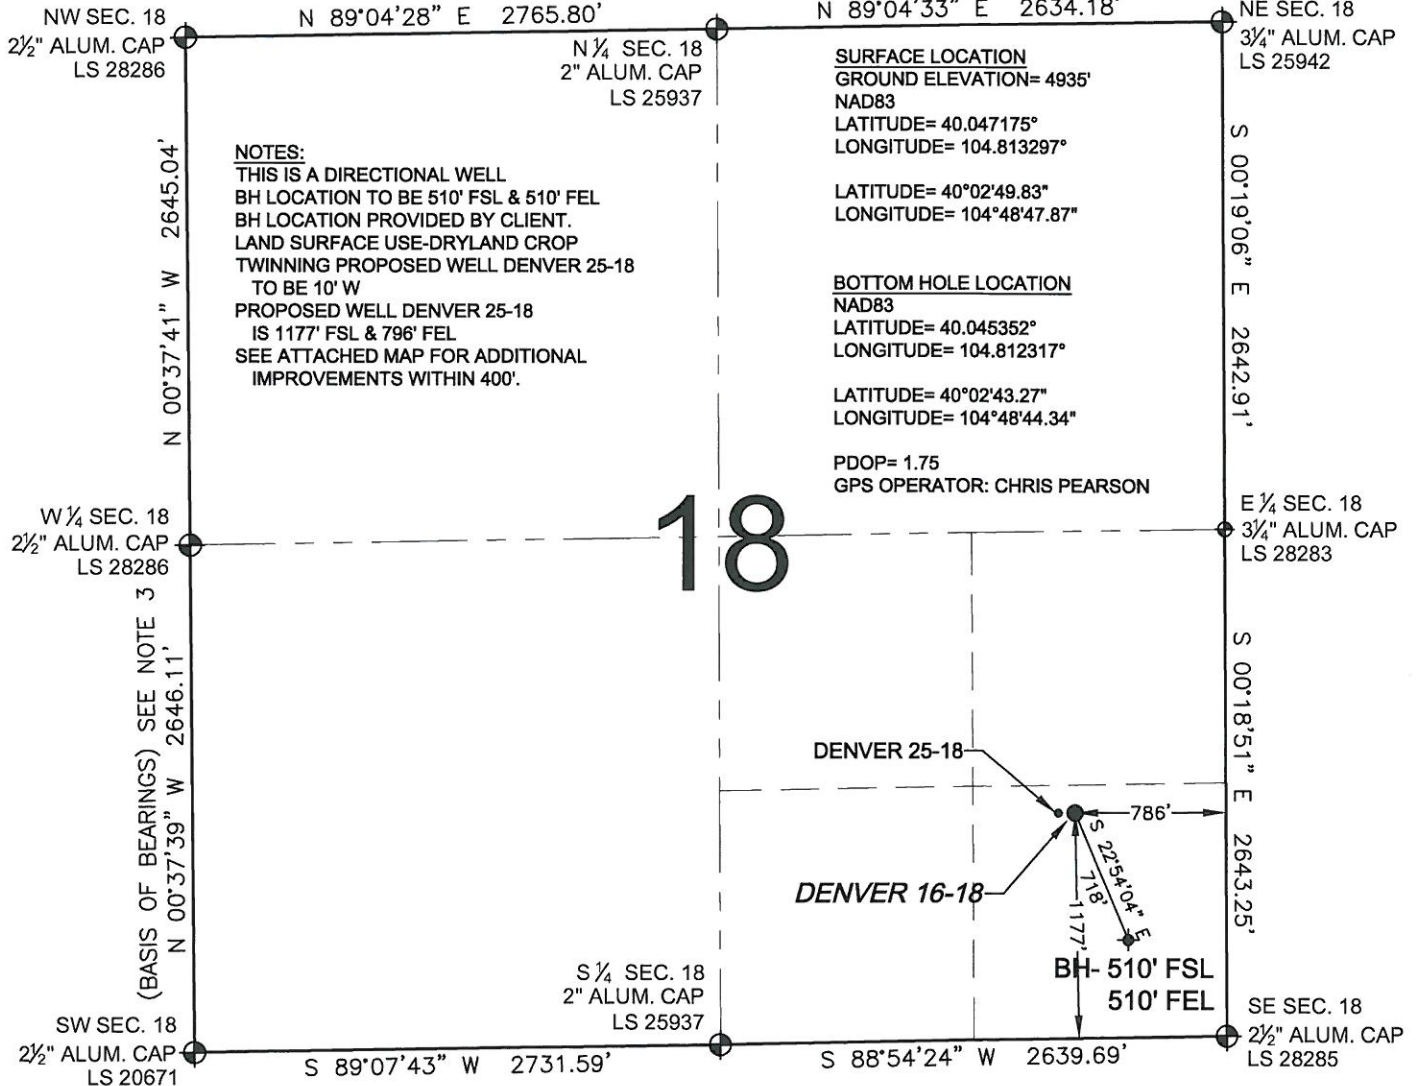 NW SEC. 18
2½" ALUM. CAP
LS 28286
N 89°04'28" E 2765.80'
N ¼ SEC. 18
2" ALUM. CAP
LS 25937
N 89°04'33" E 2634.18'
NE SEC. 18
3¼" ALUM. CAP
LS 25942
NOTES:
THIS IS A DIRECTIONAL WELL
BH LOCATION TO BE 510' FSL & 510' FEL
BH LOCATION PROVIDED BY CLIENT.
LAND SURFACE USE-DRYLAND CROP
TWINNING PROPOSED WELL DENVER 25-18
TO BE 10' W
PROPOSED WELL DENVER 25-18
IS 1177' FSL & 796' FEL
SEE ATTACHED MAP FOR ADDITIONAL
IMPROVEMENTS WITHIN 400'.
SURFACE LOCATION
GROUND ELEVATION= 4935'
NAD83
LATITUDE= 40.047175°
LONGITUDE= 104.813297°
LATITUDE= 40°02'49.83"
LONGITUDE= 104°48'47.87"
BOTTOM HOLE LOCATION
NAD83
LATITUDE= 40.045352°
LONGITUDE= 104.812317°
LATITUDE= 40°02'43.27"
LONGITUDE= 104°48'44.34"
PDOP= 1.75
GPS OPERATOR: CHRIS PEARSON
N 00°37'41" W 2645.04'
S 00°19'06" E 2642.91'
W ¼ SEC. 18
2½" ALUM. CAP
LS 28286
18
E ¼ SEC. 18
3¼" ALUM. CAP
LS 28283
(BASIS OF BEARINGS) SEE NOTE 3
N 00°37'39" W 2646.11'
S 00°18'51" E 2643.25'
DENVER 25-18
786'
DENVER 16-18
S 22°54'04" E
718'
1177'
BH- 510' FSL
510' FEL
SW SEC. 18
2½" ALUM. CAP
LS 20671
S 89°07'43" W 2731.59'
S ¼ SEC. 18
2" ALUM. CAP
LS 25937
S 88°54'24" W 2639.69'
SE SEC. 18
2½" ALUM. CAP
LS 28285